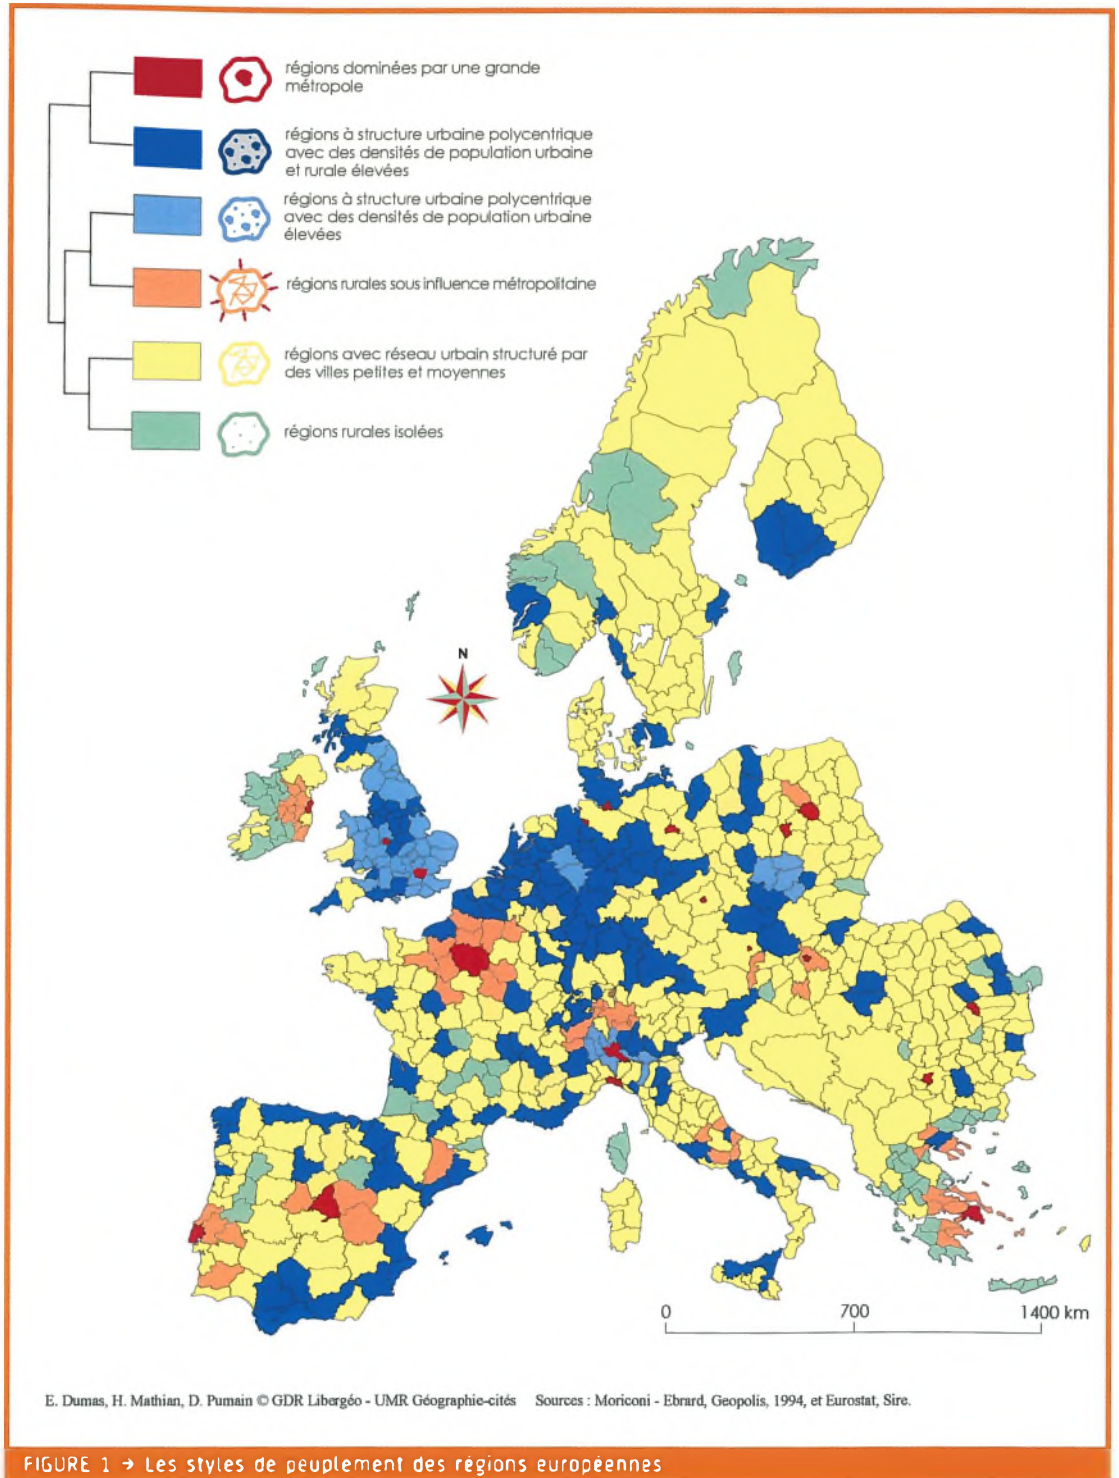 régions dominées par une grande
métropole
régions à structure urbaine polycentrique
avec des densités de population urbaine
et rurale élevées
régions à structure urbaine polycentrique
avec des densités de population urbaine
élevées
régions rurales sous influence métropolitaine
régions avec réseau urbain structuré par
des villes petites et moyennes
régions rurales isolées
N
0 700 1400 km
E. Dumas, H. Mathian, D. Pumain © GDR Libergéo - UMR Géographie-cités Sources : Moriconi - Ebrard, Geopolis, 1994, et Eurostat, Sire.
FIGURE 1 → Les styles de peuplement des régions européennes